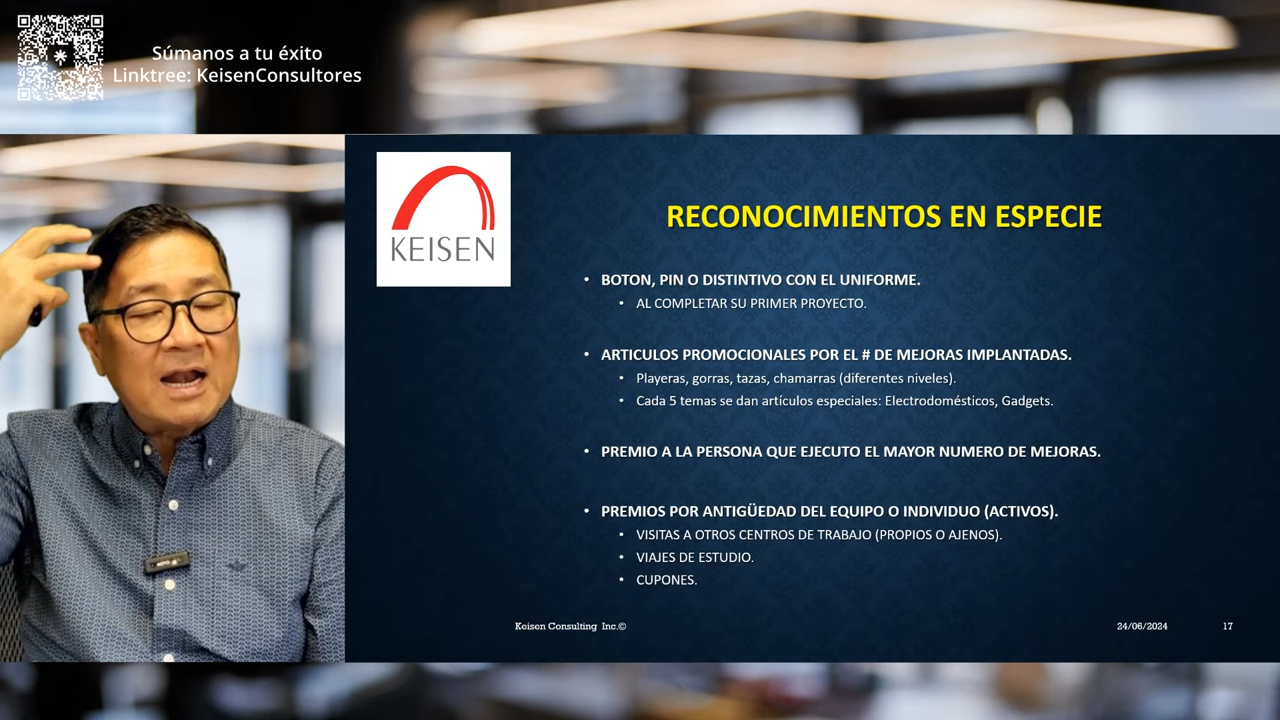 Súmanos a tu éxito
Linktree: KeisenConsultores
KEISEN
RECONOCIMIENTOS EN ESPECIE
• BOTON, PIN O DISTINTIVO CON EL UNIFORME.
• AL COMPLETAR SU PRIMER PROYECTO.
• ARTICULOS PROMOCIONALES POR EL # DE MEJORAS IMPLANTADAS.
• Playeras, gorras, tazas, chamarras (diferentes niveles).
• Cada 5 temas se dan artículos especiales: Electrodomésticos, Gadgets.
• PREMIO A LA PERSONA QUE EJECUTO EL MAYOR NUMERO DE MEJORAS.
• PREMIOS POR ANTIGÜEDAD DEL EQUIPO O INDIVIDUO (ACTIVOS).
• VISITAS A OTROS CENTROS DE TRABAJO (PROPIOS O AJENOS).
• VIAJES DE ESTUDIO.
• CUPONES.
Keisen Consulting Inc.©
24/06/2024
17